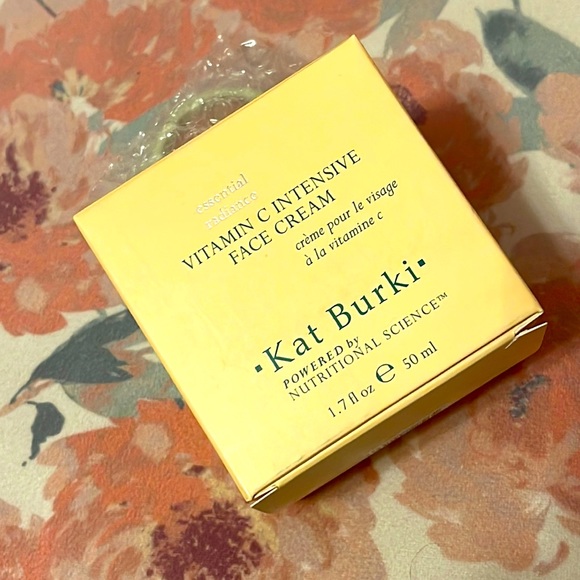 essential
radiance
VITAMIN C INTENSIVE
FACE CREAM
crème pour le visage
à la vitamine c
·Kat Burki·
POWERED by
NUTRITIONAL SCIENCE™
1.7 fl oz ℮ 50 ml